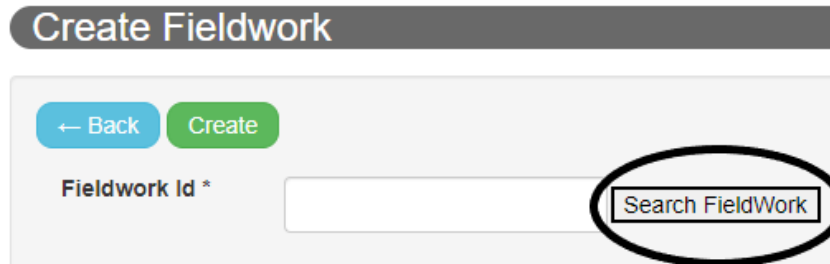 Create Fieldwork
← Back Create
Fieldwork Id *
Search FieldWork